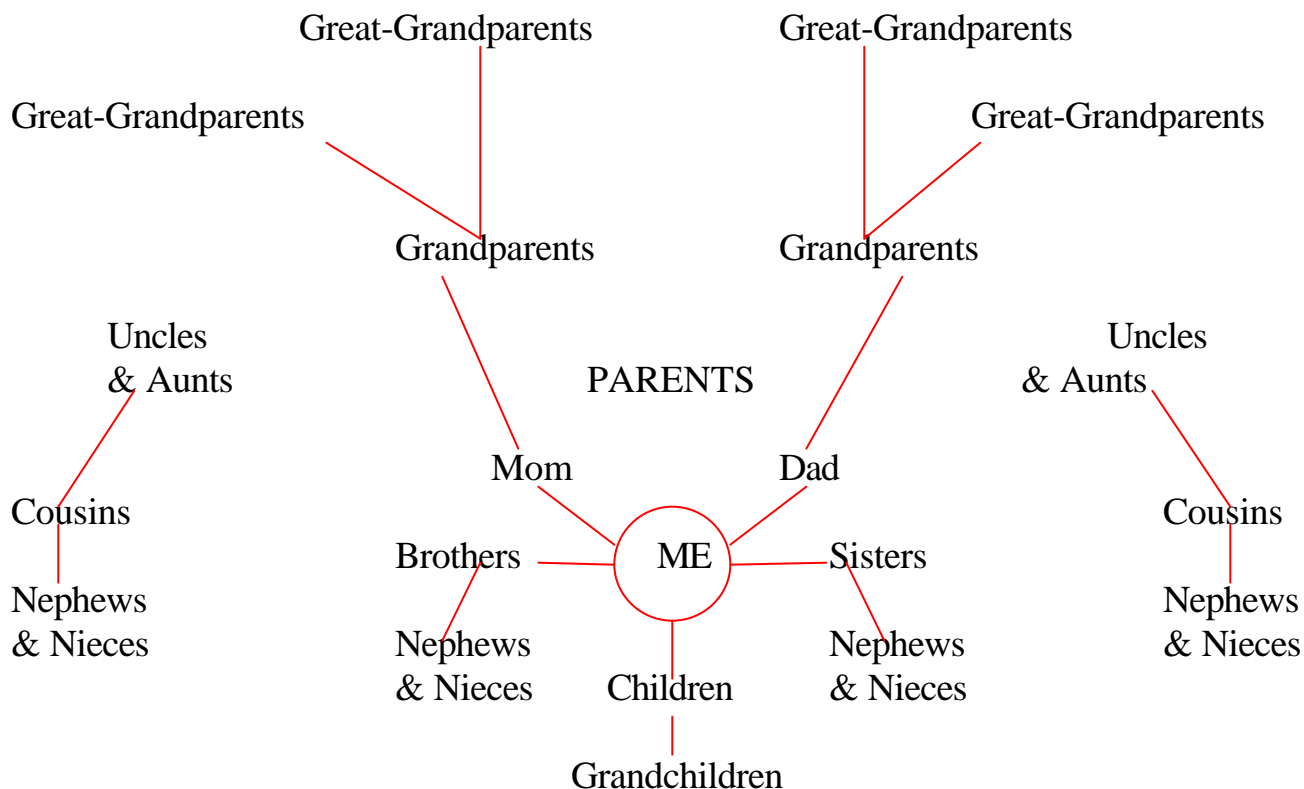 Great-Grandparents
Great-Grandparents
Great-Grandparents
Great-Grandparents
Grandparents
Grandparents
Uncles
& Aunts
PARENTS
Uncles
& Aunts
Mom
Dad
Cousins
Cousins
Brothers
ME
Sisters
Nephews
& Nieces
Nephews
& Nieces
Children
Nephews
& Nieces
Nephews
& Nieces
Grandchildren